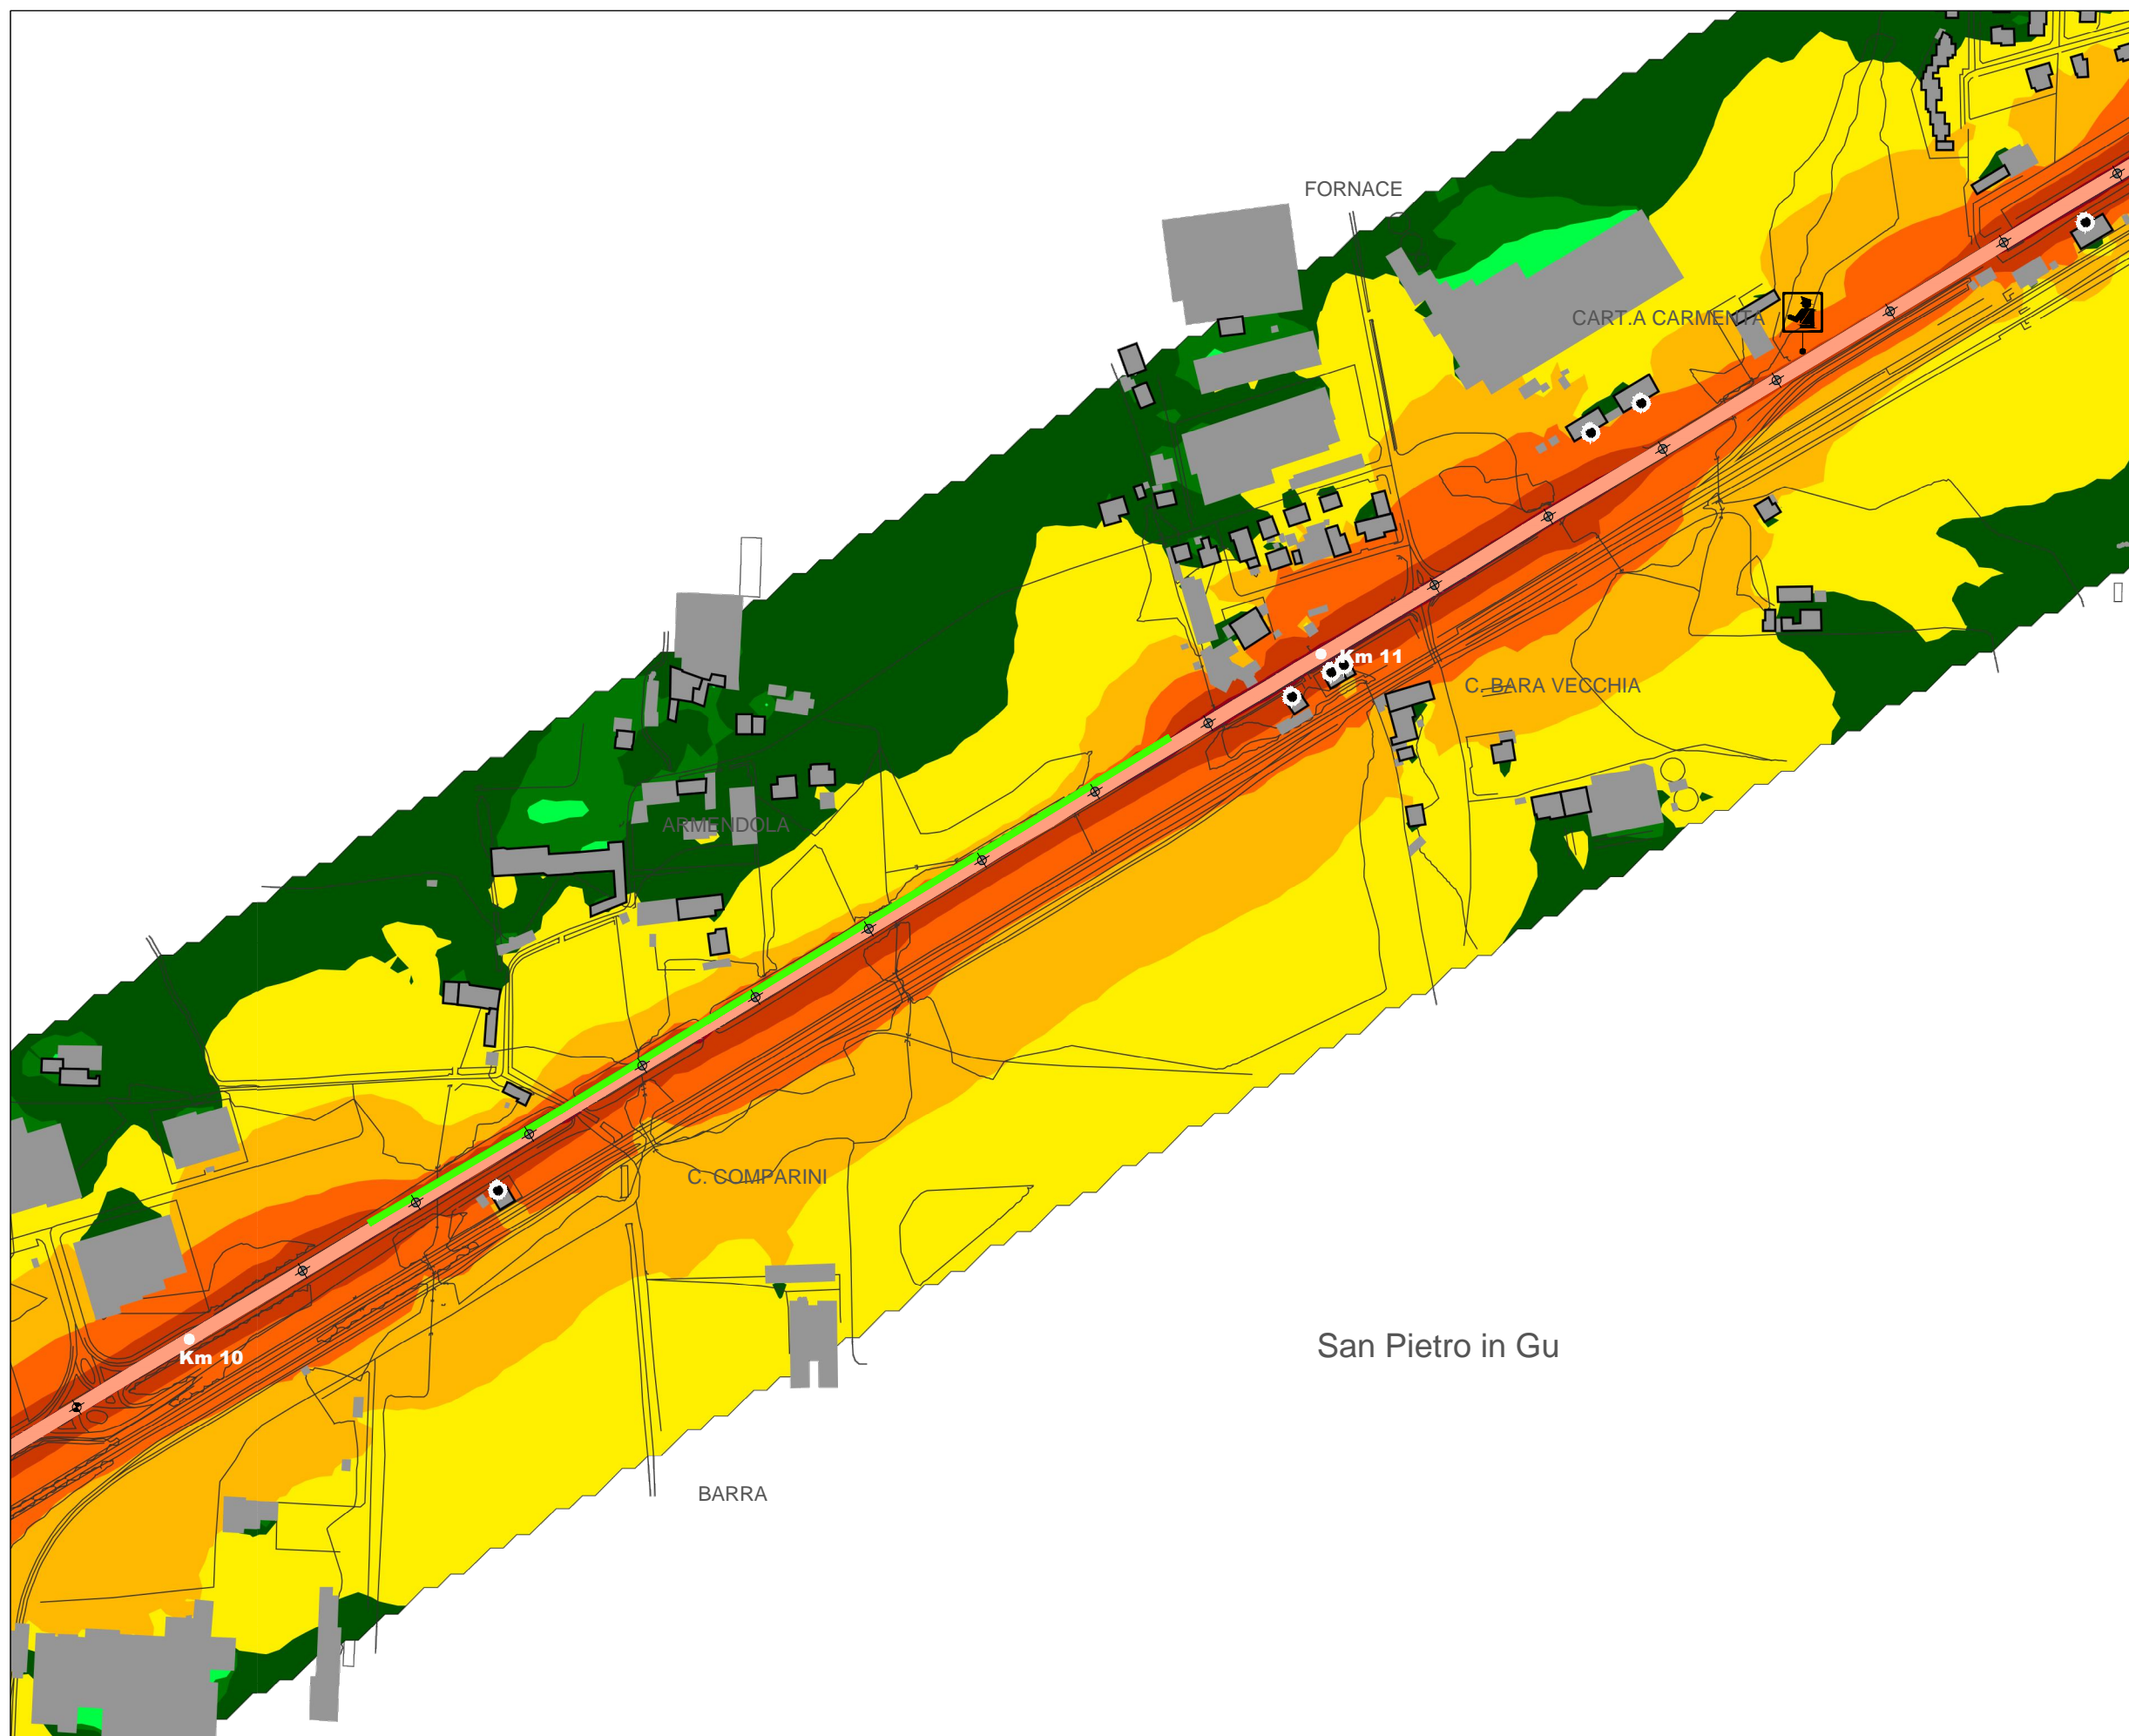 FORNACE
CART.A CARMENTA
Km 11
C. BARA VECCHIA
ARMENDOLA
C. COMPARINI
San Pietro in Gu
Km 10
BARRA